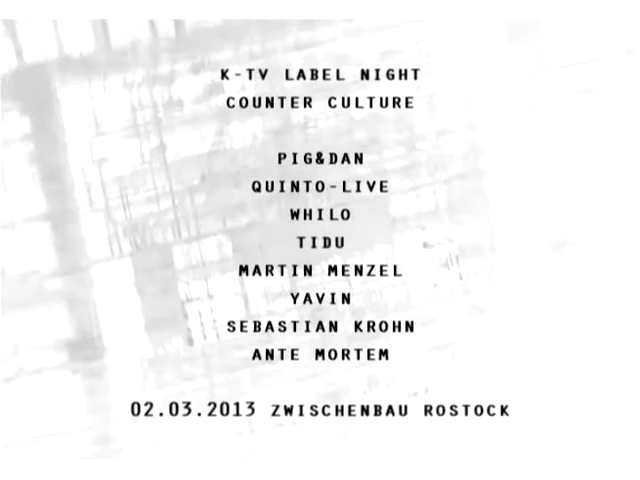 K-TV LABEL NIGHT
COUNTER CULTURE
PIG&DAN
QUINTO-LIVE
WHILO
TIDU
MARTIN MENZEL
YAVIN
SEBASTIAN KROHN
ANTE MORTEM
02.03.2013 ZWISCHENBAU ROSTOCK